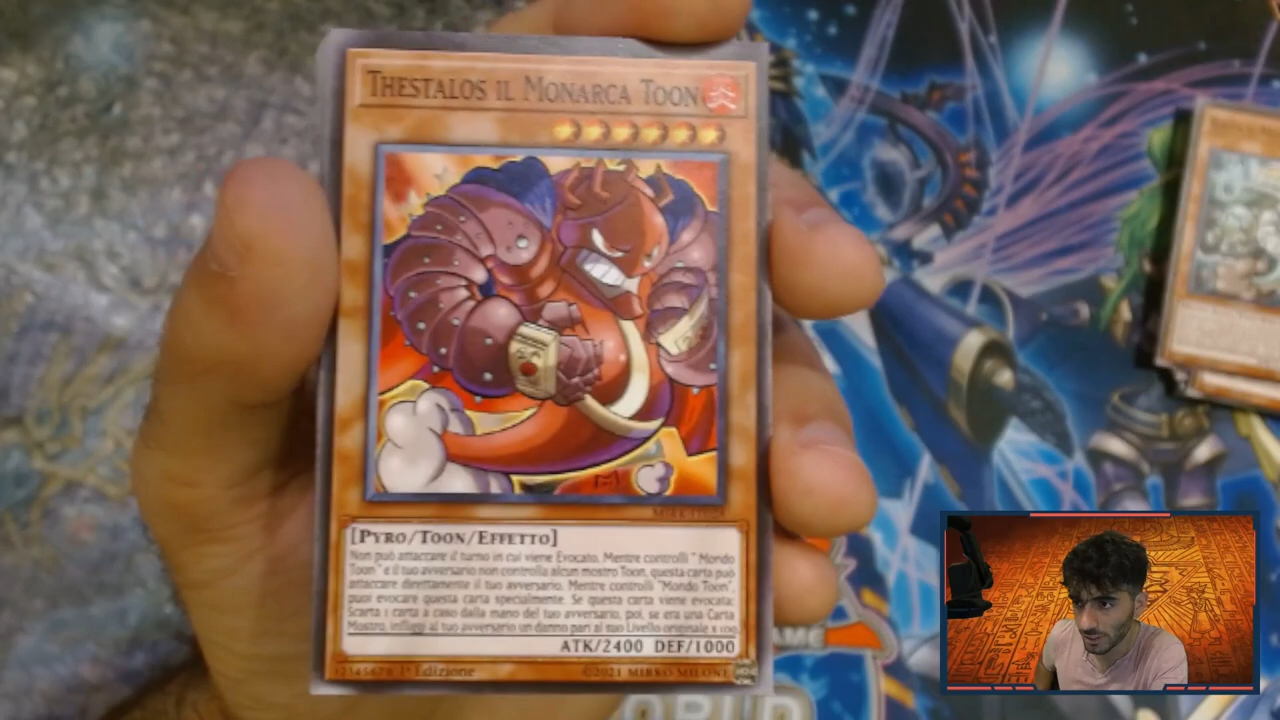 THESTALOS IL MONARCA TOON
[PYRO/TOON/EFFETTO]
Non può attaccare il turno in cui viene Evocato. Mentre controlli " Mondo
Toon " e il tuo avversario non controlla alcun mostro Toon, questa carta può
attaccare direttamente il tuo avversario. Mentre controlli "Mondo Toon",
puoi evocare questa carta specialmente. Se questa carta viene evocata:
Scarta 1 carta a caso dalla mano del tuo avversario, poi, se era una Carta
Mostro, infliggi al tuo avversario un danno pari al suo Livello originale x 100
ATK/2400 DEF/1000
12345678 1ª Edizione
©2021 MIRKO MILONE